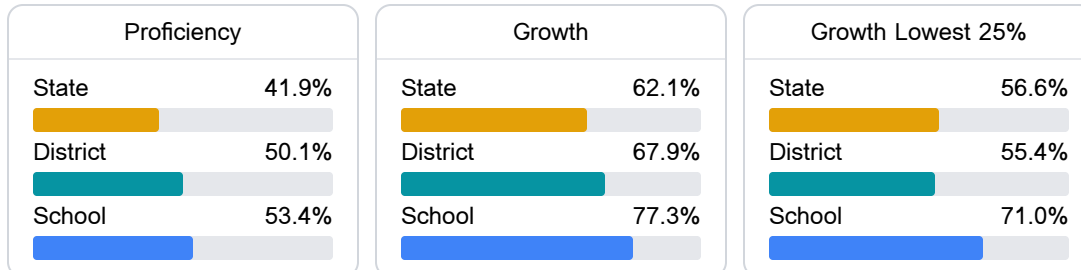 Proficiency
State 41.9%
District 50.1%
School 53.4%
Growth
State 62.1%
District 67.9%
School 77.3%
Growth Lowest 25%
State 56.6%
District 55.4%
School 71.0%